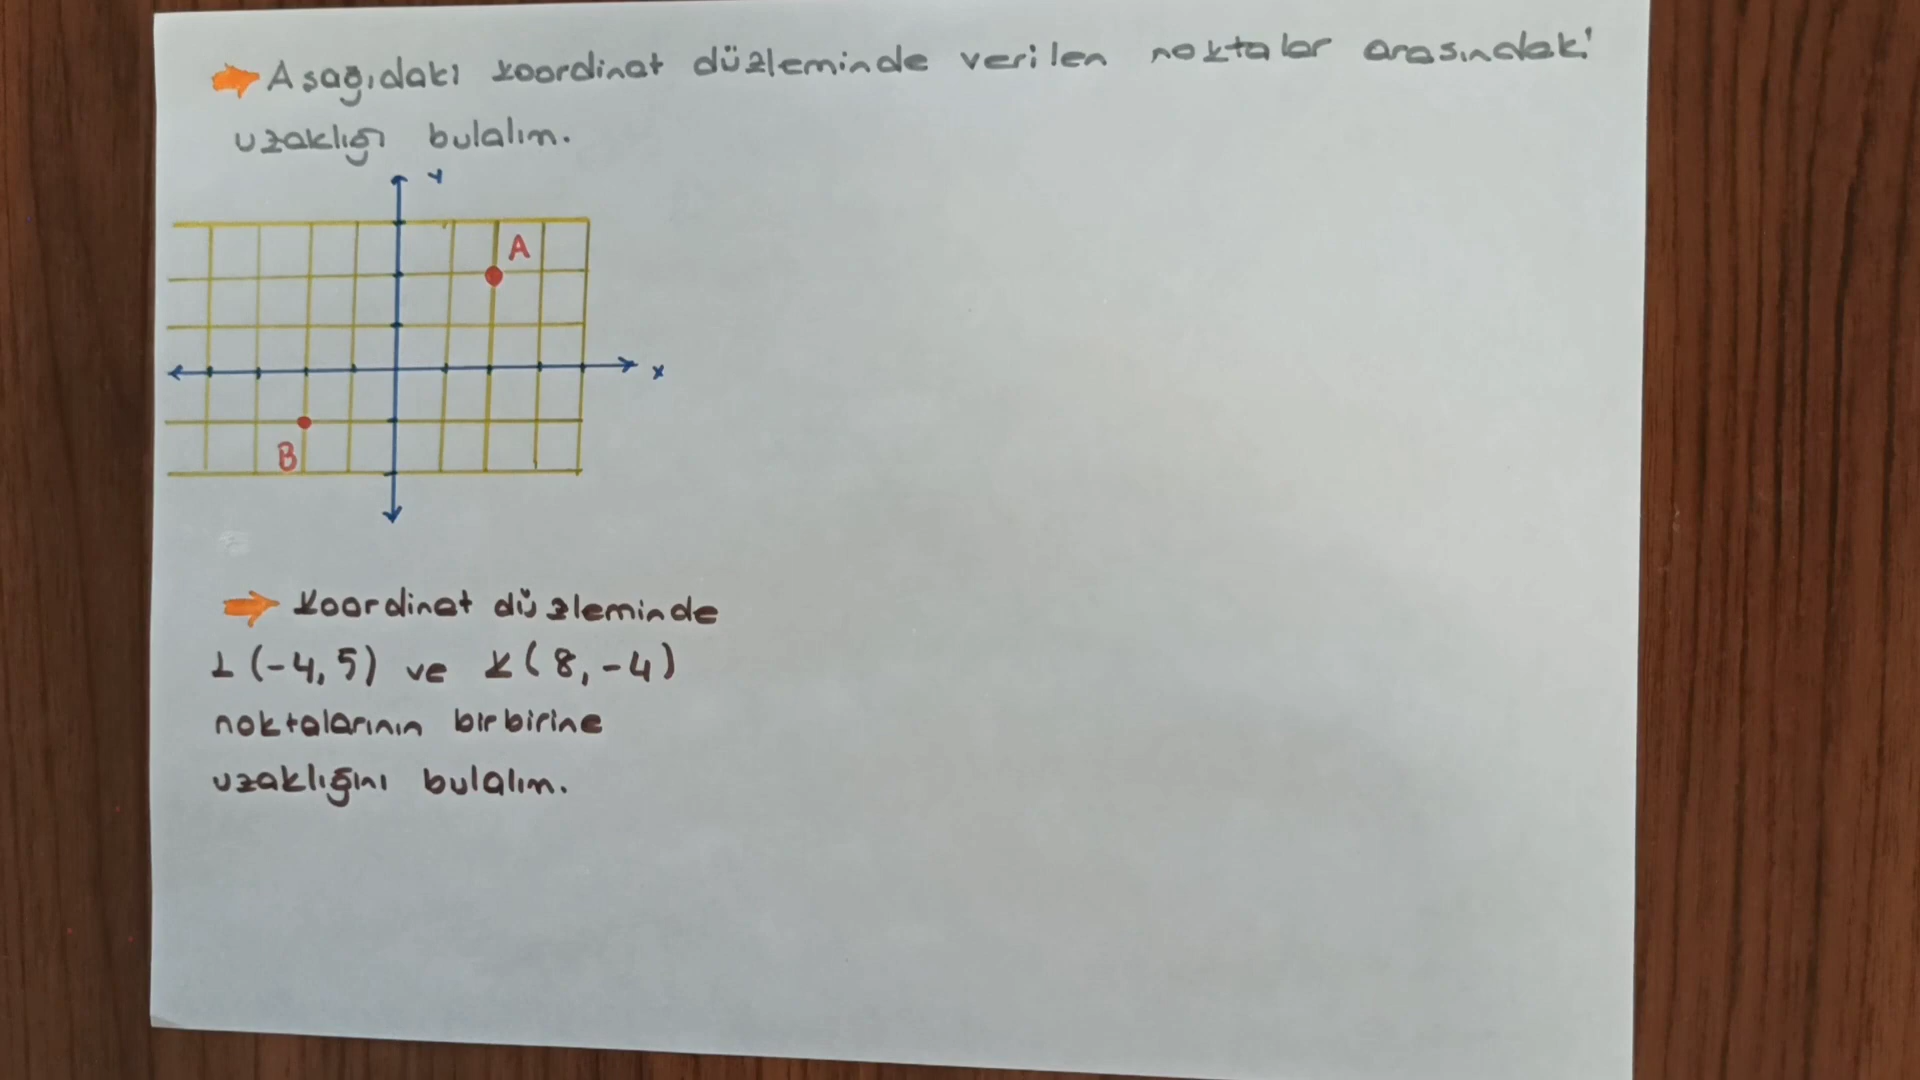 Aşağıdaki koordinat düzleminde verilen noktalar arasındaki
uzaklığı bulalım.
y
A
x
B
Koordinat düzleminde
L (-4, 5) ve K ( 8, -4)
noktalarının birbirine
uzaklığını bulalım.